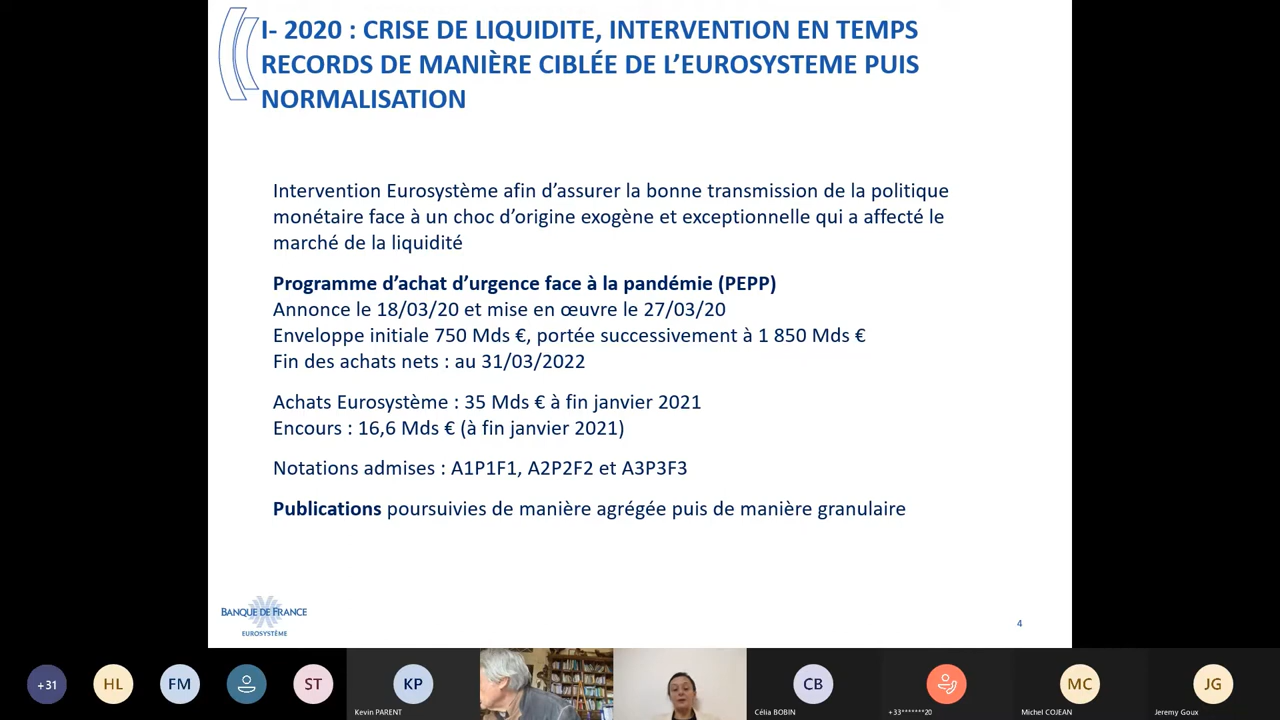 I- 2020 : CRISE DE LIQUIDITE, INTERVENTION EN TEMPS
RECORDS DE MANIÈRE CIBLÉE DE L’EUROSYSTEME PUIS
NORMALISATION
Intervention Eurosystème afin d’assurer la bonne transmission de la politique
monétaire face à un choc d’origine exogène et exceptionnelle qui a affecté le
marché de la liquidité
Programme d’achat d’urgence face à la pandémie (PEPP)
Annonce le 18/03/20 et mise en œuvre le 27/03/20
Enveloppe initiale 750 Mds €, portée successivement à 1 850 Mds €
Fin des achats nets : au 31/03/2022
Achats Eurosystème : 35 Mds € à fin janvier 2021
Encours : 16,6 Mds € (à fin janvier 2021)
Notations admises : A1P1F1, A2P2F2 et A3P3F3
Publications poursuivies de manière agrégée puis de manière granulaire
BANQUE DE FRANCE
EUROSYSTÈME
4
+31
HL
FM
ST
KP
Kevin PARENT
CB
Célia BOBIN
+33*******20
MC
Michel COJEAN
JG
Jeremy Goux